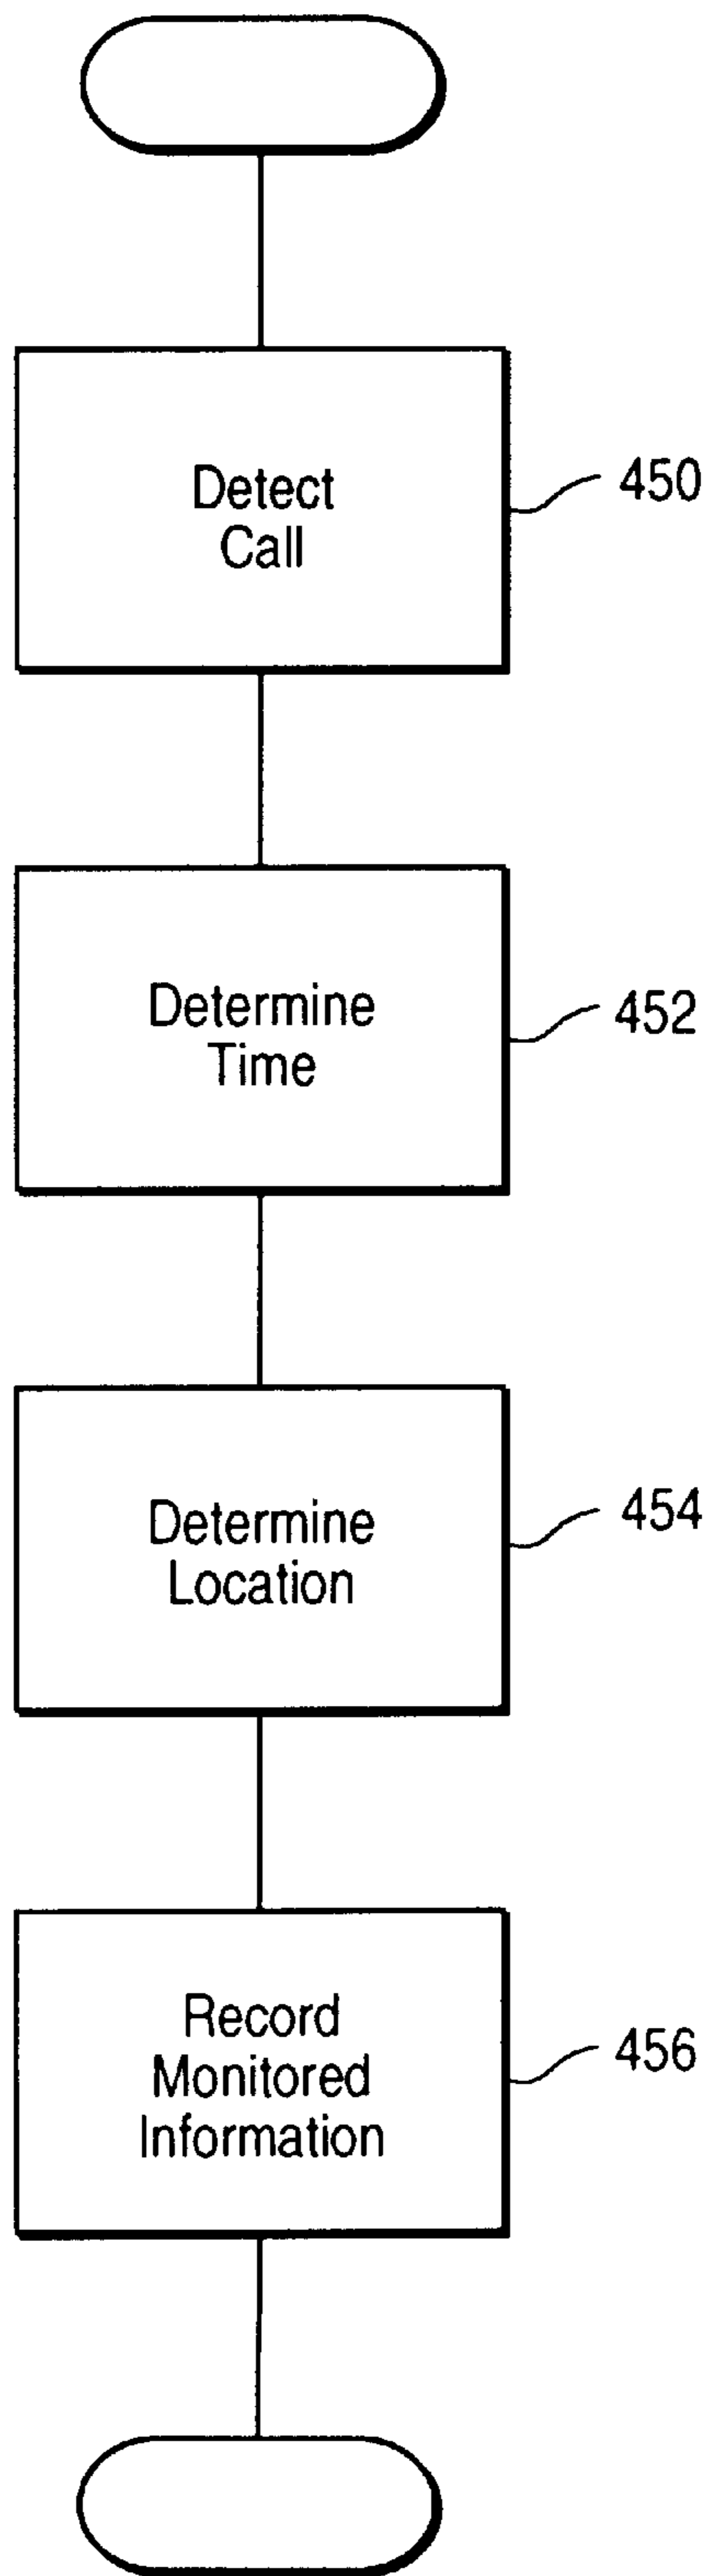 Detect
Call
450
Determine
Time
452
Determine
Location
454
Record
Monitored
Information
456